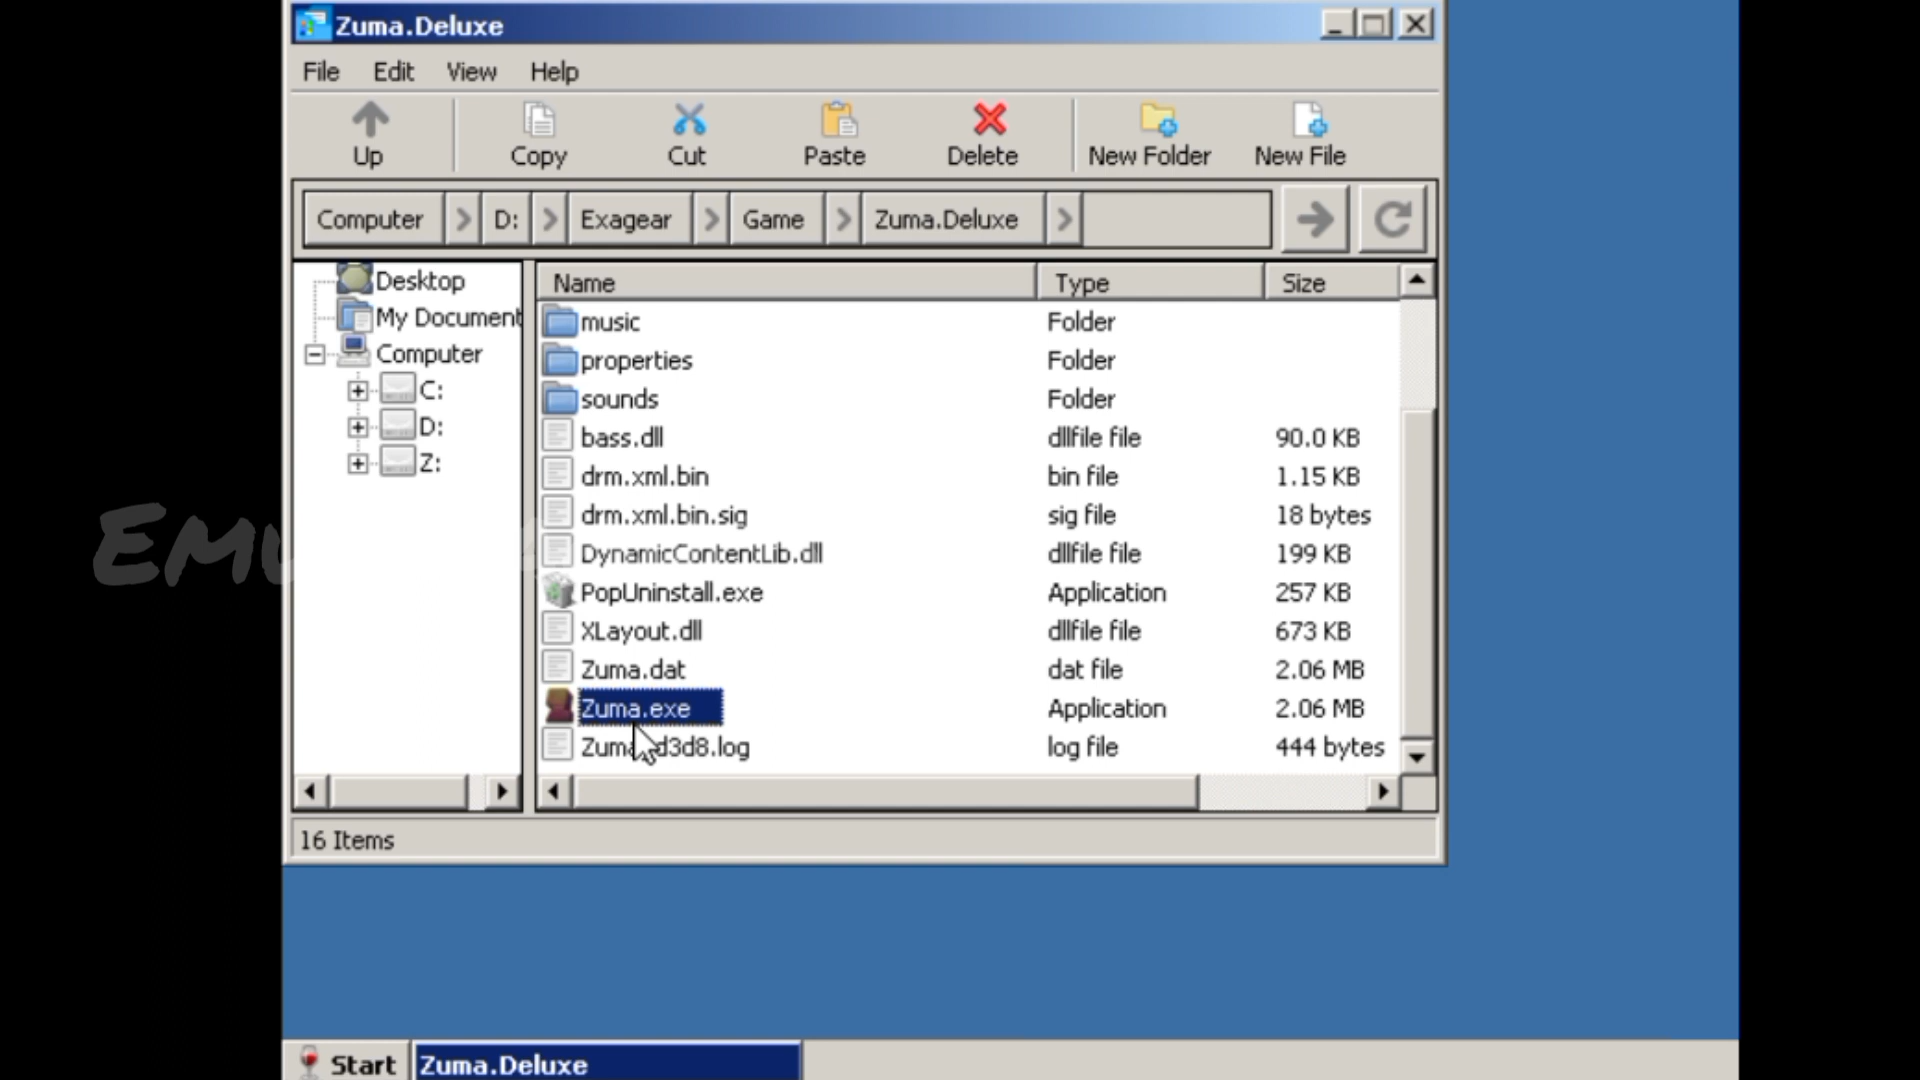 Zuma.Deluxe
File Edit View Help
Up Copy Cut Paste Delete New Folder New File
Computer D: Exagear Game Zuma.Deluxe
Desktop
My Document
Computer
C:
D:
Z:
Name Type Size
music Folder
properties Folder
sounds Folder
bass.dll dllfile file 90.0 KB
drm.xml.bin bin file 1.15 KB
drm.xml.bin.sig sig file 18 bytes
DynamicContentLib.dll dllfile file 199 KB
PopUninstall.exe Application 257 KB
XLayout.dll dllfile file 673 KB
Zuma.dat dat file 2.06 MB
Zuma.exe Application 2.06 MB
log file 444 bytes
16 Items
Start Zuma.Deluxe